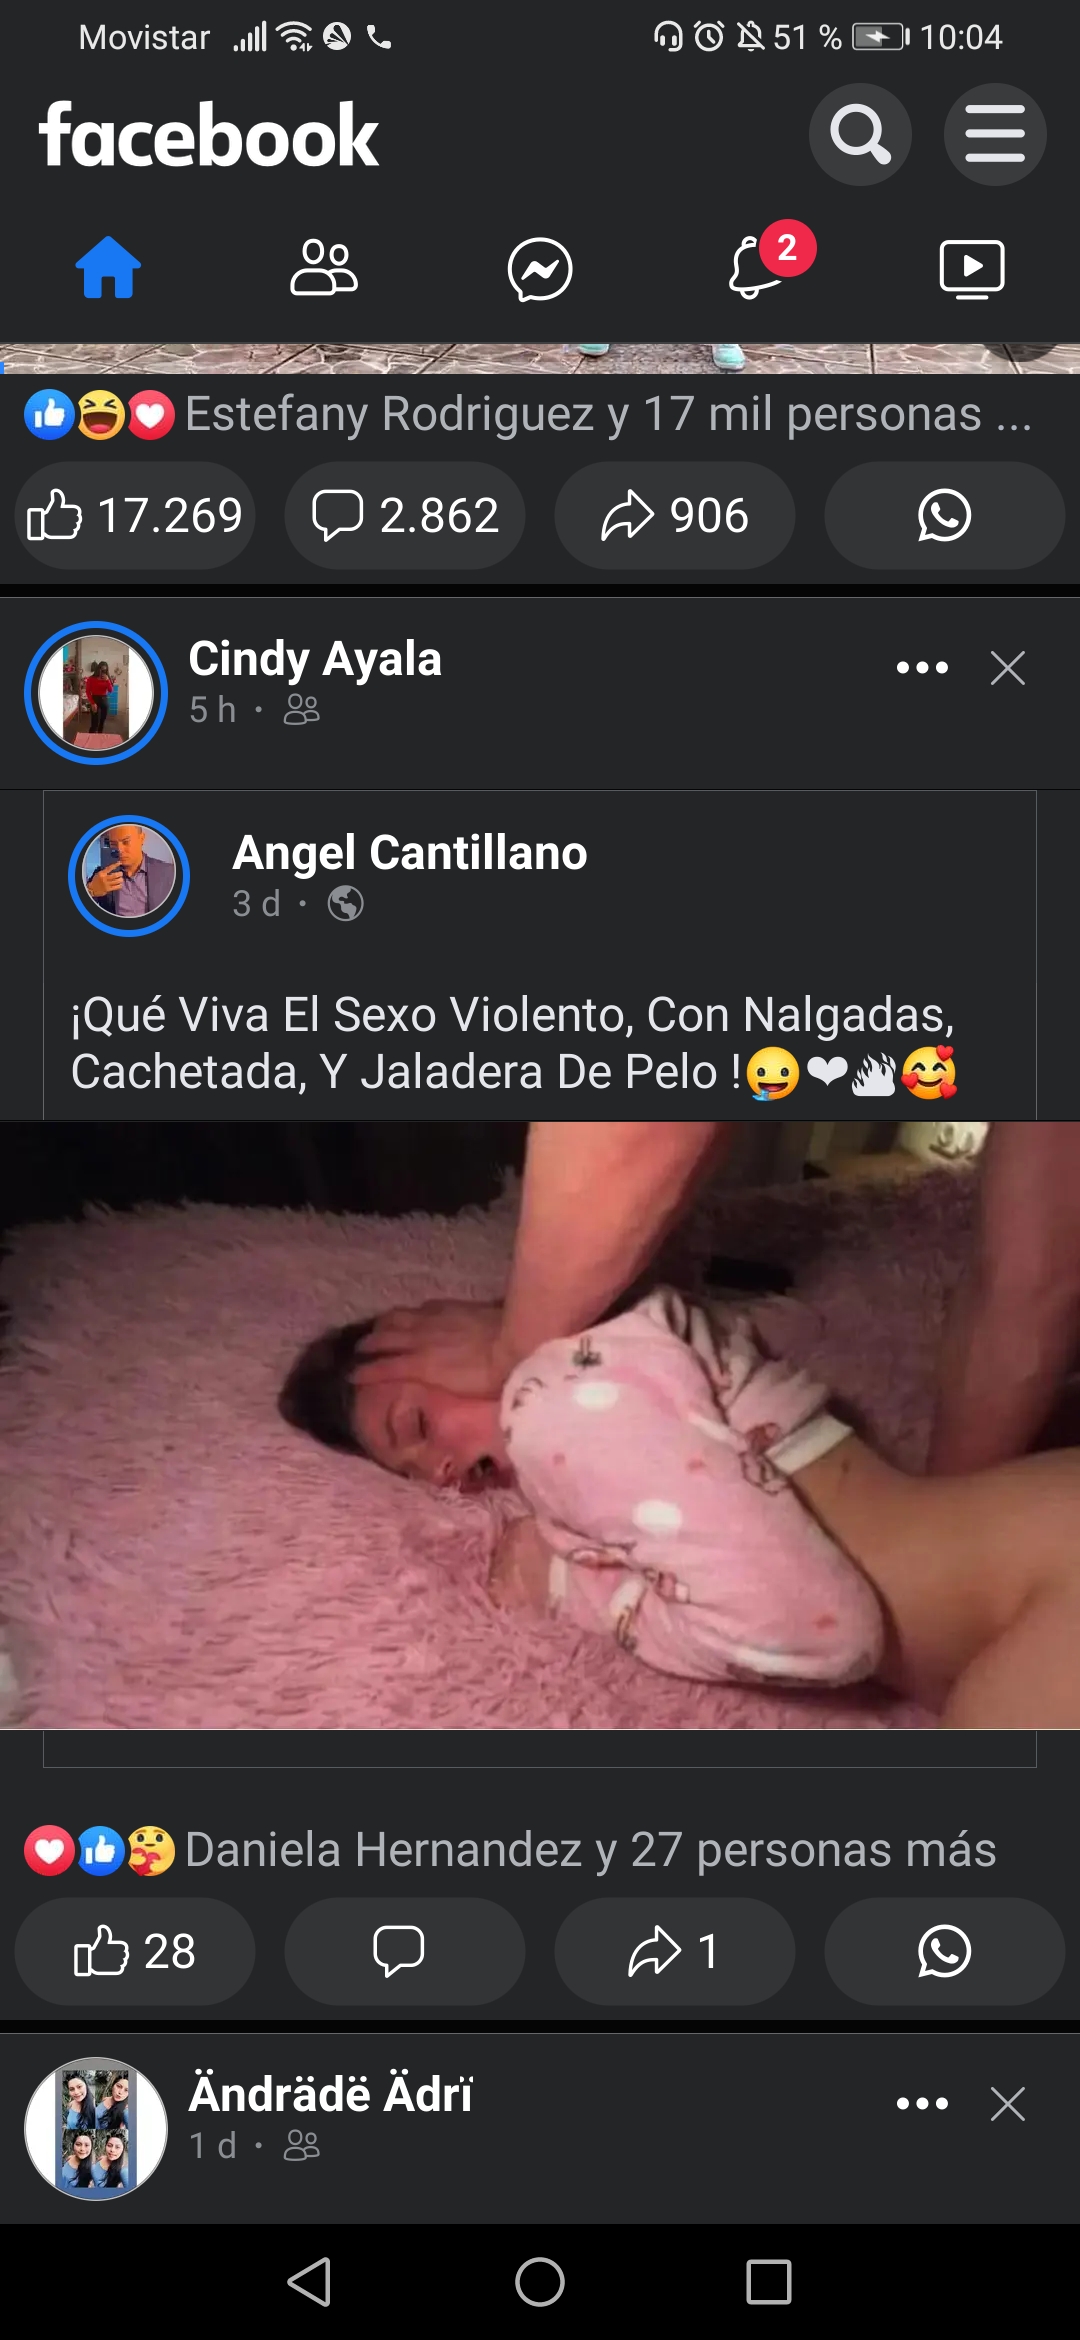 Movistar 51 % 10:04
facebook
2
Estefany Rodriguez y 17 mil personas ...
17.269 2.862 906
Cindy Ayala
5 h ·
Angel Cantillano
3 d ·
¡Qué Viva El Sexo Violento, Con Nalgadas,
Cachetada, Y Jaladera De Pelo !🤤❤🔥🥰
Daniela Hernandez y 27 personas más
28 1
Ändrädë Ädrï
1 d ·